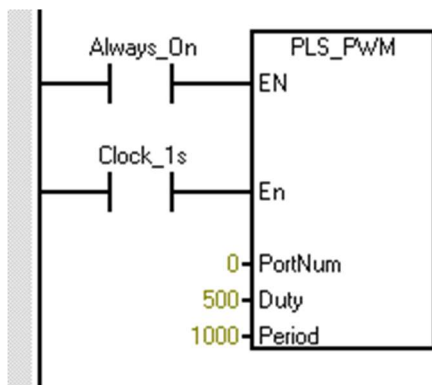 Always_On
PLS_PWM
EN
Clock_1s
En
0 PortNum
500 Duty
1000 Period